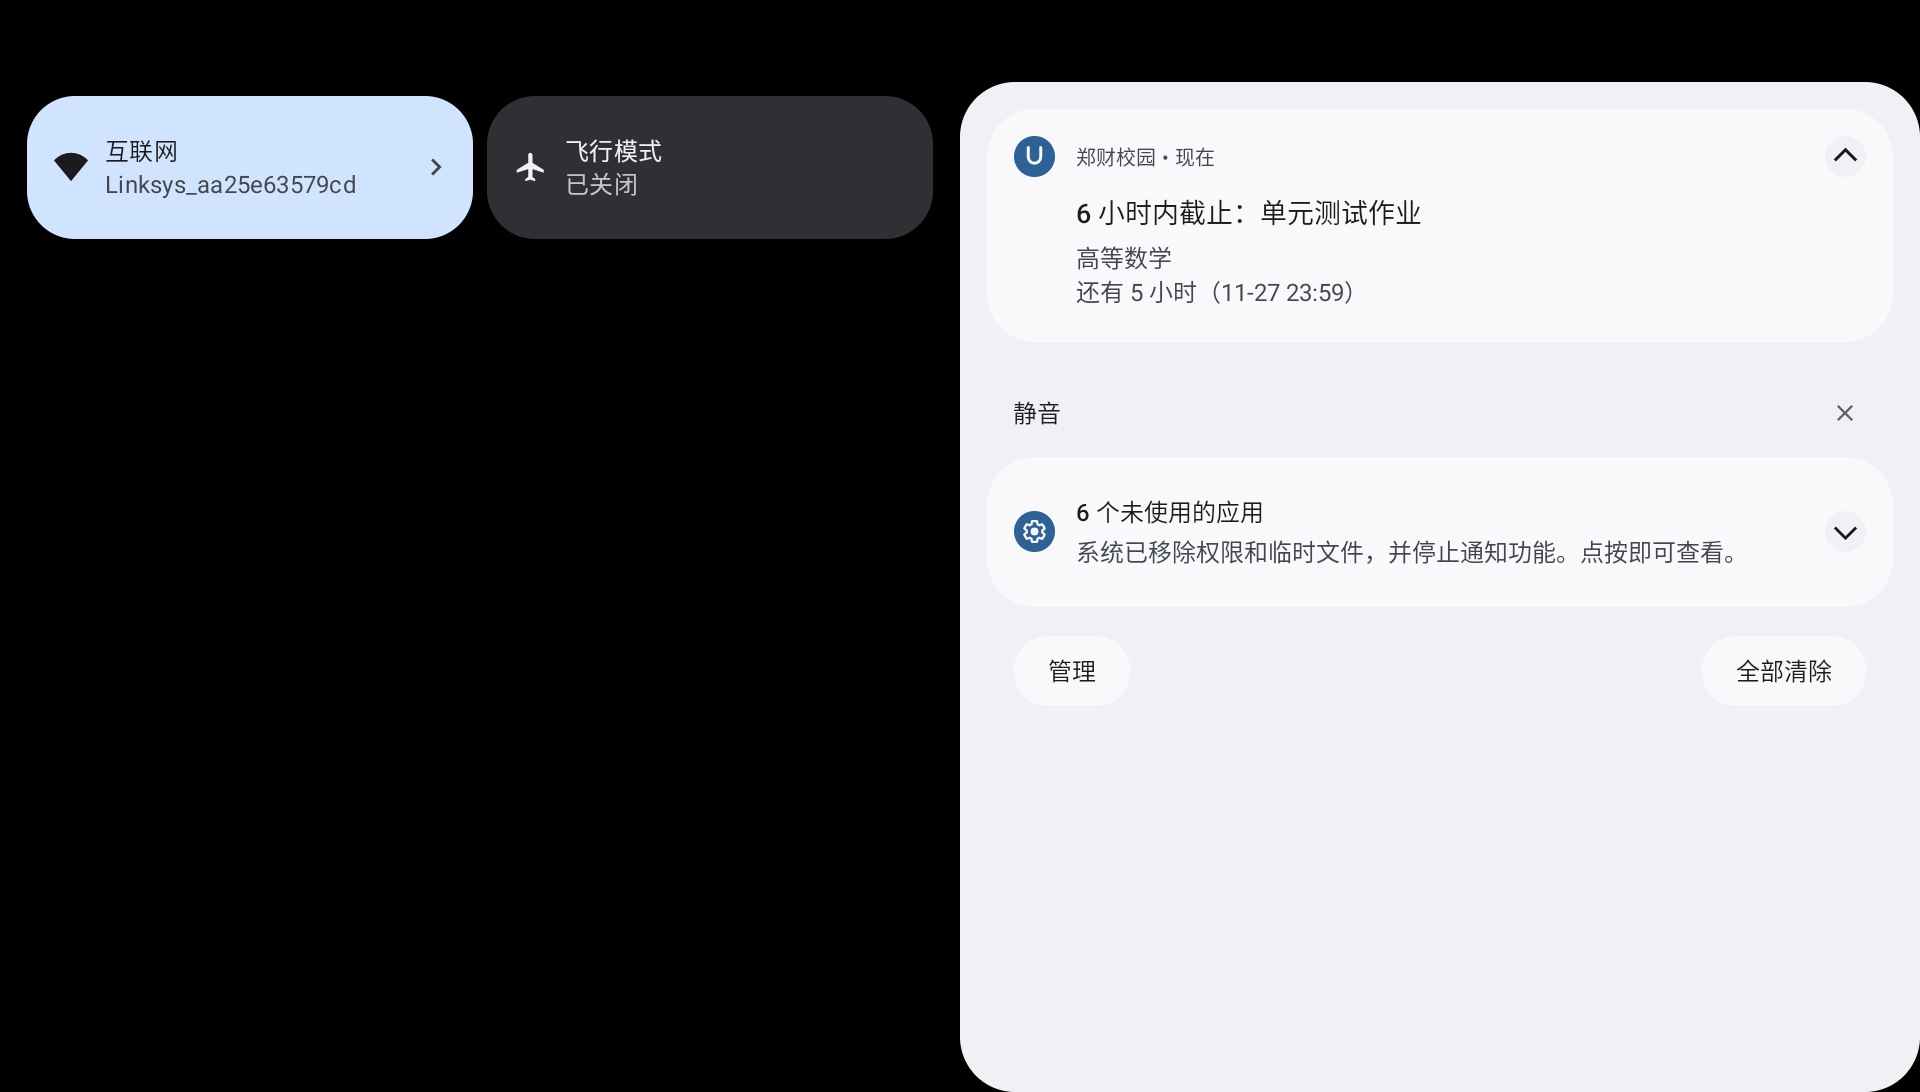 互联网
Linksys_aa25e63579cd
飞行模式
已关闭
郑财校园 • 现在
6 小时内截止：单元测试作业
高等数学
还有 5 小时（11-27 23:59）
静音
6 个未使用的应用
系统已移除权限和临时文件，并停止通知功能。点按即可查看。
管理
全部清除